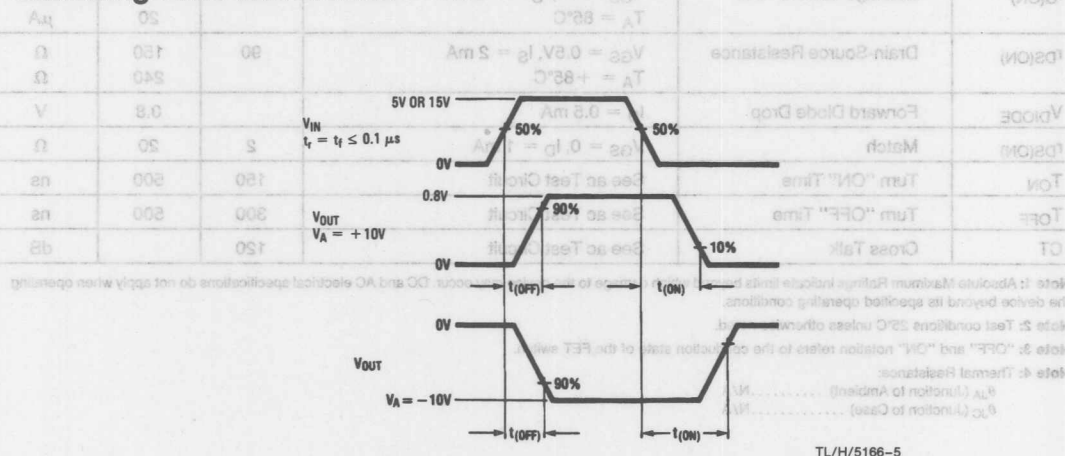 5V OR 15V
V_IN
t_r = t_f ≤ 0.1 μs
50%
50%
0V
0.8V
V_OUT
V_A = +10V
90%
10%
0V
t(OFF)
t(ON)
0V
V_OUT
90%
V_A = −10V
t(OFF)
t(ON)
TL/H/5166–5